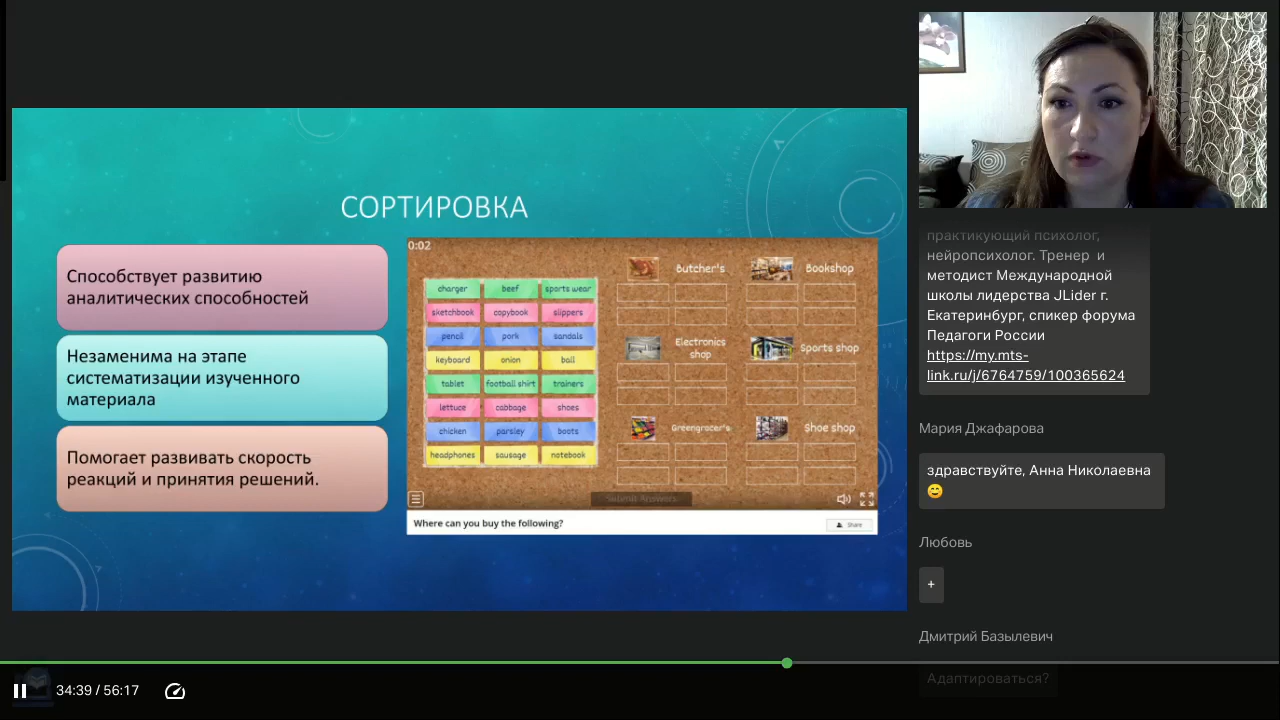 СОРТИРОВКА
Способствует развитию
аналитических способностей
Незаменима на этапе
систематизации изученного
материала
Помогает развивать скорость
реакций и принятия решений.
0:02
charger beef sports wear
sketchbook copybook slippers
pencil pork sandals
keyboard onion ball
tablet football shirt trainers
lettuce cabbage shoes
chicken parsley boots
headphones sausage notebook
Butcher's
Bookshop
Electronics
shop
Sports shop
Greengrocer's
Shoe shop
Submit Answers
Where can you buy the following?
Share
практикующий психолог,
нейропсихолог. Тренер и
методист Международной
школы лидерства JLider г.
Екатеринбург, спикер форума
Педагоги России
https://my.mts-
link.ru/j/6764759/100365624
Мария Джафарова
здравствуйте, Анна Николаевна
😊
Любовь
+
Дмитрий Базылевич
Адаптироваться?
34:39 / 56:17